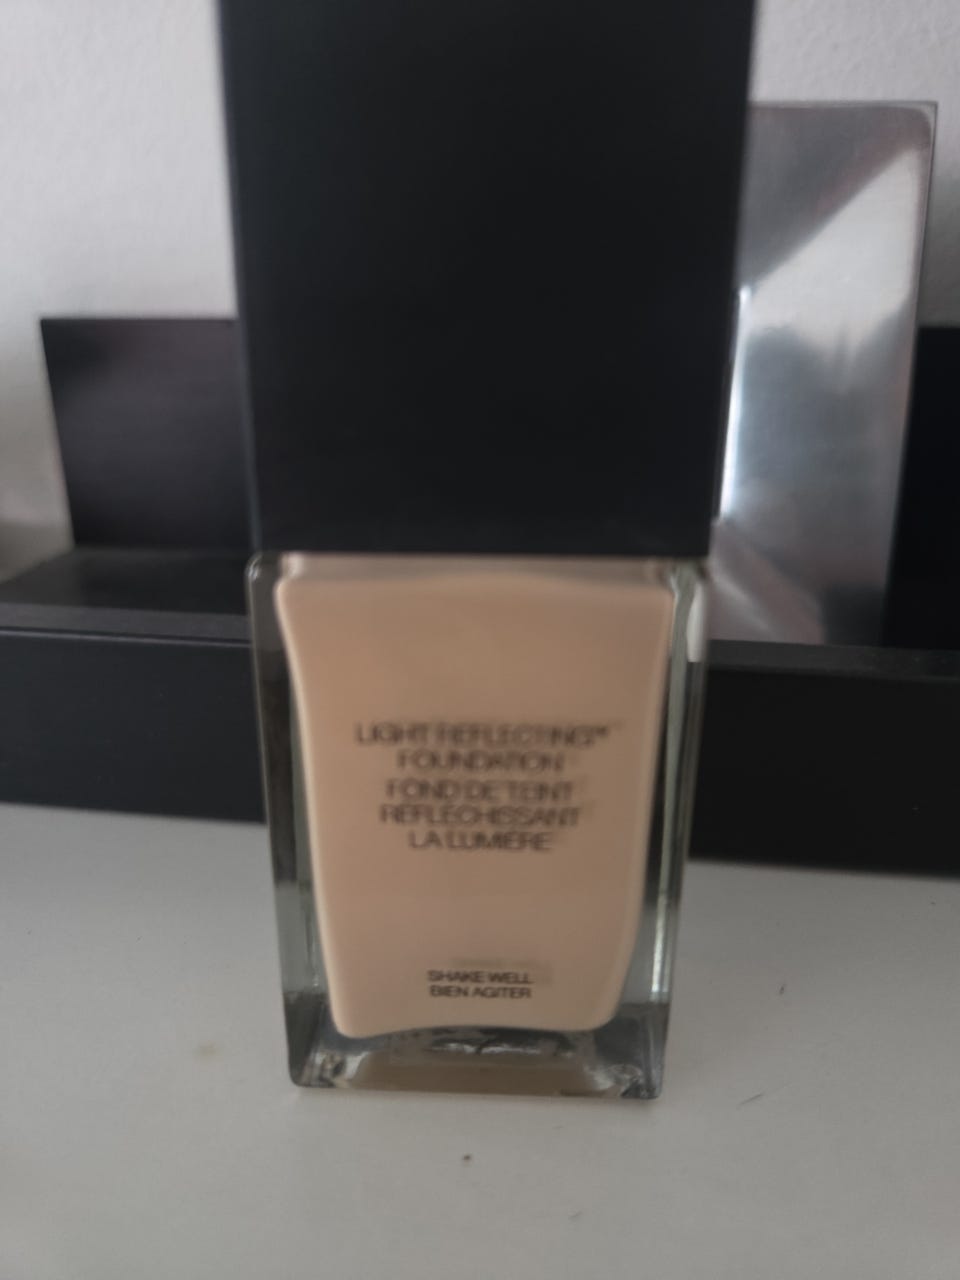 LIGHT REFLECTING™
FOUNDATION
FOND DE TEINT
RÉFLÉCHISSANT
LA LUMIÈRE
SHAKE WELL
BIEN AGITER